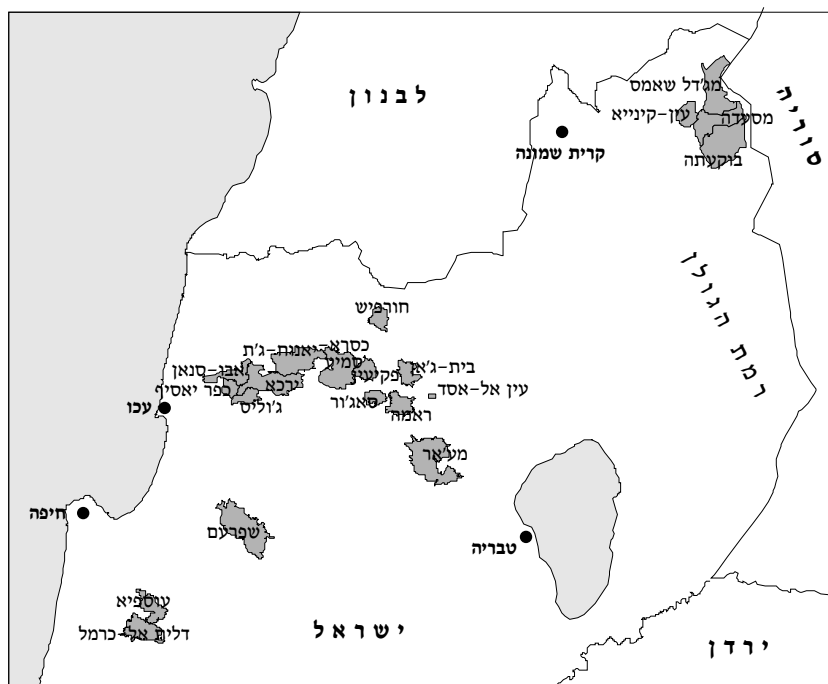 לבנון
סוריה
מג'דל שאמס
עין-קינייא
מסעדה
בוקעתה
קרית שמונה
רמת הגולן
חורפיש
כסרא-
סמיע
יאנוח-ג'ת
אבו-סנאן
כפר יאסיף
ירכא
ג'וליס
פקיעין
בית-ג'אן
עין אל-אסד
סאג'ור
ראמה
עכו
מע'אר
חיפה
שפרעם
טבריה
עוספיא
דלית אל-כרמל
ישראל
ירדן